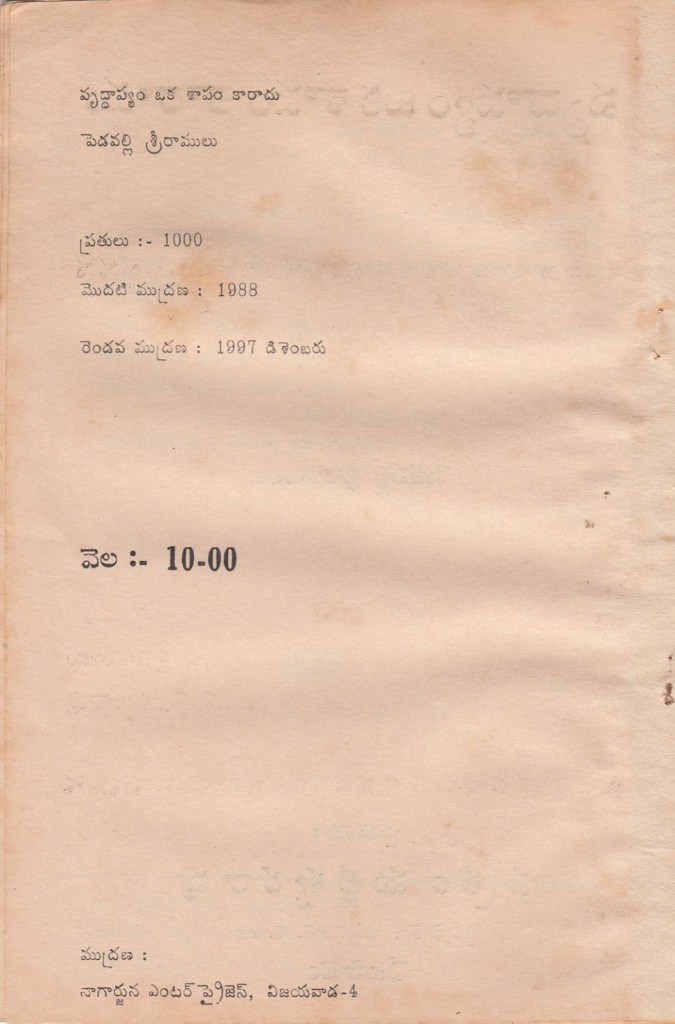 వృద్ధాప్యం ఒక శాపం కారాదు
పెదవల్లి శ్రీరాములు
ప్రతులు :- 1000
మొదటి ముద్రణ : 1988
రెండవ ముద్రణ : 1997 డిశెంబరు
వెల :- 10-00
ముద్రణ :
నాగార్జున ఎంటర్ ప్రైజెస్, విజయవాడ-4